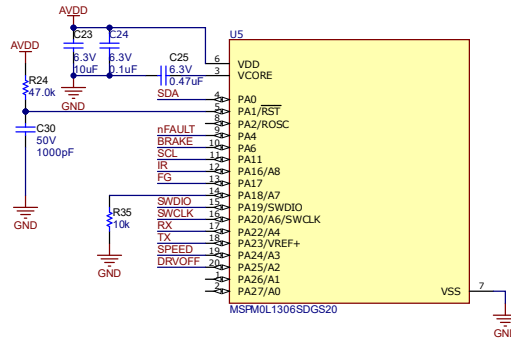 AVDD
C23
6.3V
10uF
C24
6.3V
0.1uF
GND
C25
6.3V
0.47uF
AVDD
R24
47.0k
C30
50V
1000pF
GND
R35
10k
GND
U5
6 VDD
3 VCORE
SDA 4 PA0
5 PA1/RST
8 PA2/ROSC
nFAULT 9 PA4
BRAKE 10 PA6
SCL 11 PA11
IR 12 PA16/A8
FG 13 PA17
14 PA18/A7
SWDIO 15 PA19/SWDIO
SWCLK 16 PA20/A6/SWCLK
RX 17 PA22/A4
TX 18 PA23/VREF+
SPEED 19 PA24/A3
DRVOFF 20 PA25/A2
1 PA26/A1
2 PA27/A0
VSS 7
GND
MSPM0L1306SDGS20